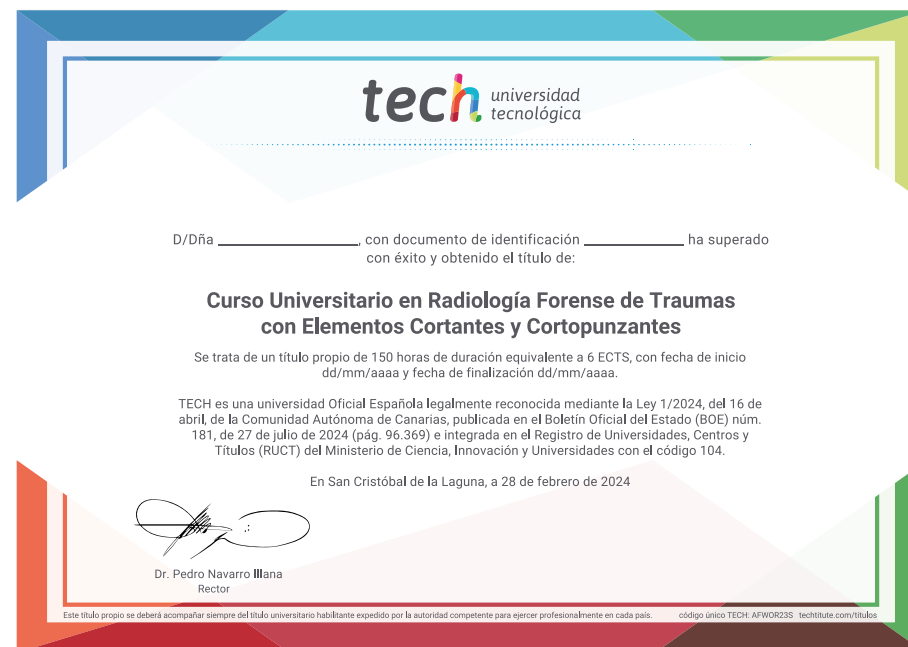 tech universidad
tecnológica
D/Dña ____________________, con documento de identificación ______________ ha superado
con éxito y obtenido el título de:
Curso Universitario en Radiología Forense de Traumas
con Elementos Cortantes y Cortopunzantes
Se trata de un título propio de 150 horas de duración equivalente a 6 ECTS, con fecha de inicio
dd/mm/aaaa y fecha de finalización dd/mm/aaaa.
TECH es una universidad Oficial Española legalmente reconocida mediante la Ley 1/2024, del 16 de
abril, de la Comunidad Autónoma de Canarias, publicada en el Boletín Oficial del Estado (BOE) núm.
181, de 27 de julio de 2024 (pág. 96.369) e integrada en el Registro de Universidades, Centros y
Títulos (RUCT) del Ministerio de Ciencia, Innovación y Universidades con el código 104.
En San Cristóbal de la Laguna, a 28 de febrero de 2024
Dr. Pedro Navarro Illana
Rector
Este título propio se deberá acompañar siempre del título universitario habilitante expedido por la autoridad competente para ejercer profesionalmente en cada país. código único TECH: AFWOR23S techtitute.com/titulos